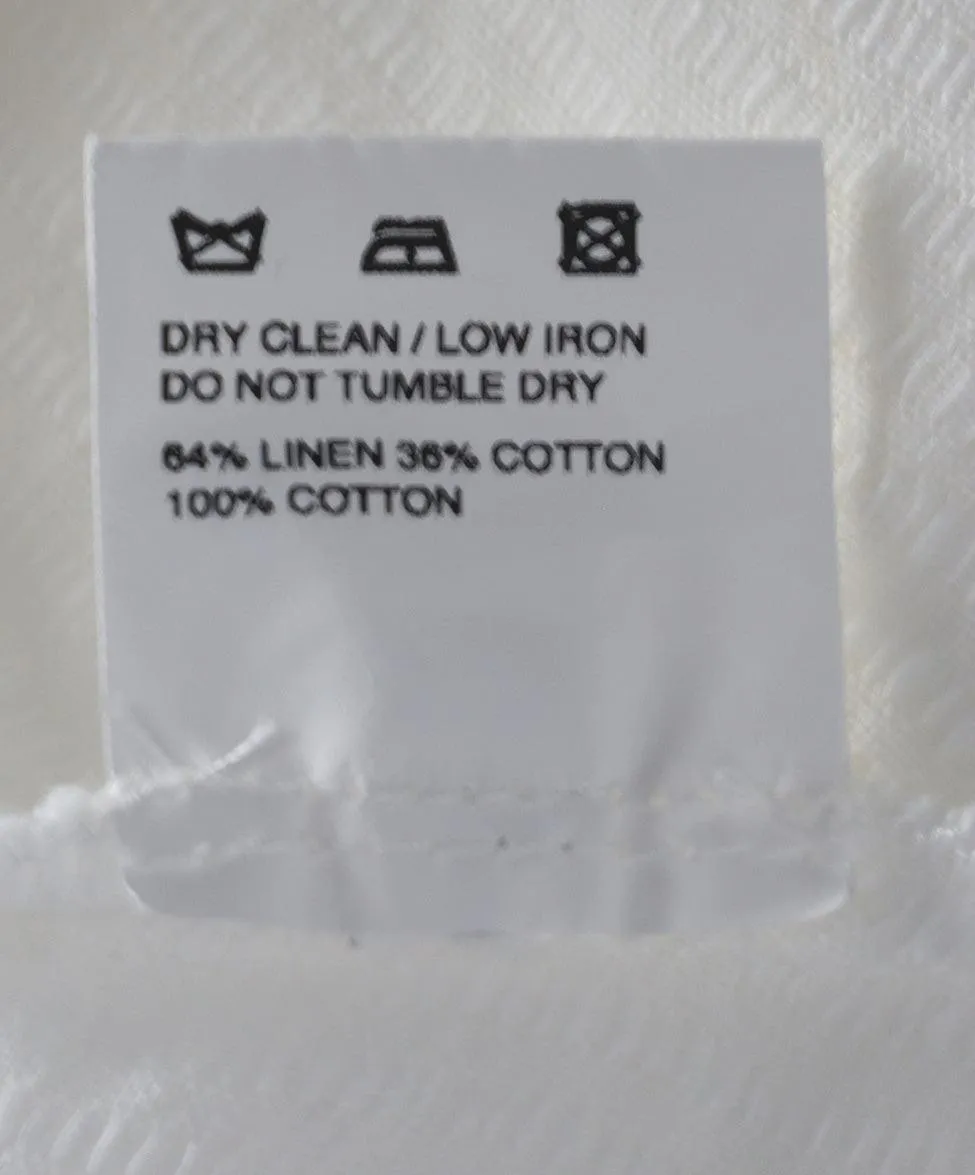 DRY CLEAN / LOW IRON
DO NOT TUMBLE DRY
64% LINEN 36% COTTON
100% COTTON